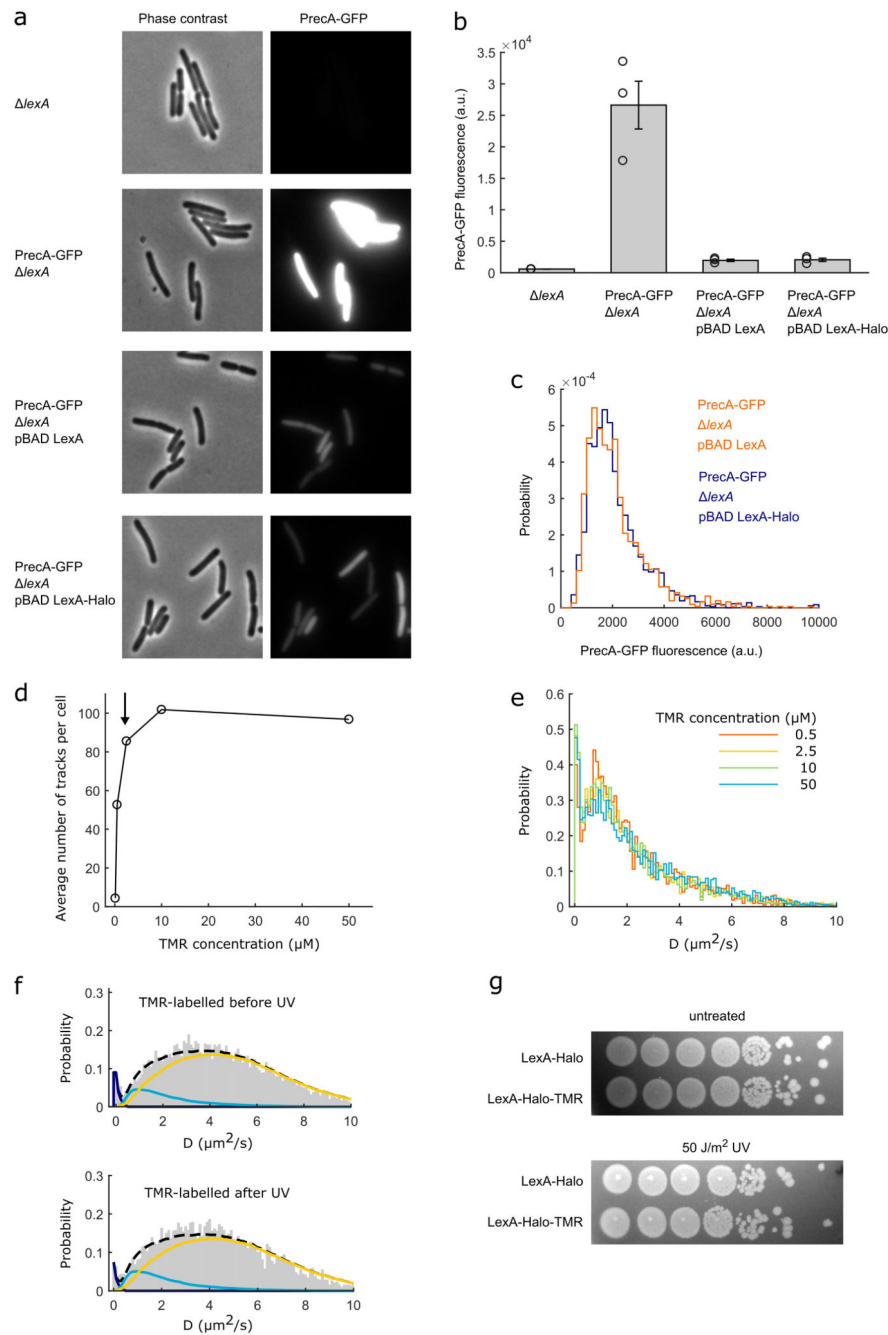 a
Phase contrast
PrecA-GFP
ΔlexA
PrecA-GFP
ΔlexA
PrecA-GFP
ΔlexA
pBAD LexA
PrecA-GFP
ΔlexA
pBAD LexA-Halo
b
×10⁴
3.5
3
2.5
2
1.5
1
0.5
0
PrecA-GFP fluorescence (a.u.)
ΔlexA
PrecA-GFP
ΔlexA
PrecA-GFP
ΔlexA
pBAD LexA
PrecA-GFP
ΔlexA
pBAD LexA-Halo
c
×10⁻⁴
6
5
4
3
2
1
0
Probability
PrecA-GFP
ΔlexA
pBAD LexA
PrecA-GFP
ΔlexA
pBAD LexA-Halo
0 2000 4000 6000 8000 10000
PrecA-GFP fluorescence (a.u.)
d
Average number of tracks per cell
100
80
60
40
20
0
0 10 20 30 40 50
TMR concentration (µM)
e
Probability
0.6
0.5
0.4
0.3
0.2
0.1
0
TMR concentration (µM)
0.5
2.5
10
50
0 2 4 6 8 10
D (µm²/s)
f
TMR-labelled before UV
Probability
0.3
0.2
0.1
0
0 2 4 6 8 10
D (µm²/s)
TMR-labelled after UV
Probability
0.3
0.2
0.1
0
0 2 4 6 8 10
D (µm²/s)
g
untreated
LexA-Halo
LexA-Halo-TMR
50 J/m² UV
LexA-Halo
LexA-Halo-TMR